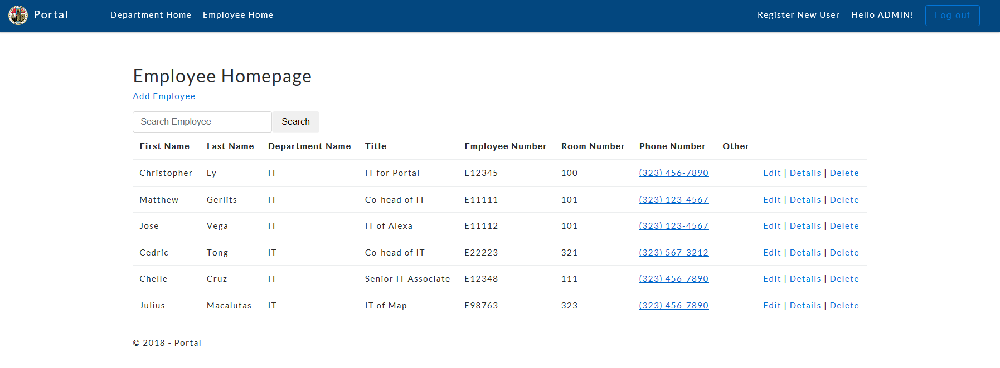 Portal Department Home Employee Home Register New User Hello ADMIN! Log out
Employee Homepage
Add Employee
Search Employee Search
First Name Last Name Department Name Title Employee Number Room Number Phone Number Other
Christopher Ly IT IT for Portal E12345 100 (323) 456-7890 Edit | Details | Delete
Matthew Gerlits IT Co-head of IT E11111 101 (323) 123-4567 Edit | Details | Delete
Jose Vega IT IT of Alexa E11112 101 (323) 123-4567 Edit | Details | Delete
Cedric Tong IT Co-head of IT E22223 321 (323) 567-3212 Edit | Details | Delete
Chelle Cruz IT Senior IT Associate E12348 111 (323) 456-7890 Edit | Details | Delete
Julius Macalutas IT IT of Map E98763 323 (323) 456-7890 Edit | Details | Delete
© 2018 - Portal